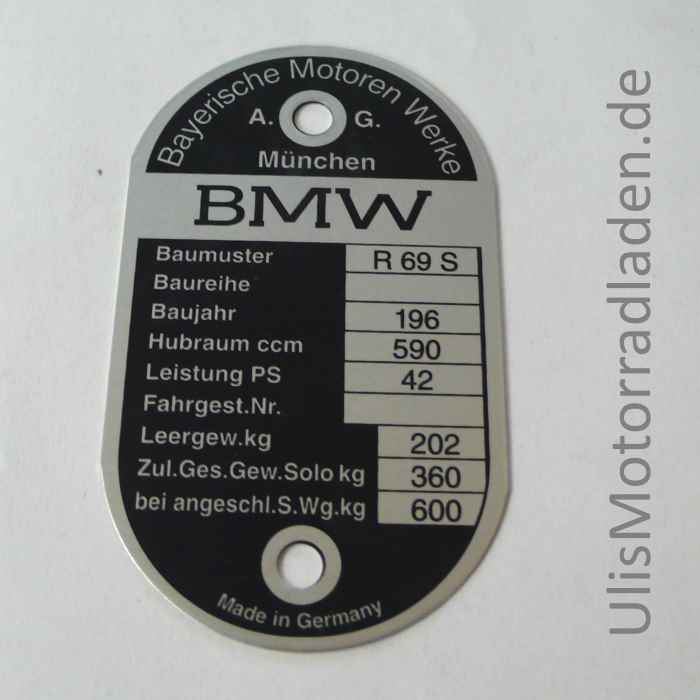 Bayerische Motoren Werke
A. G.
München
BMW
Baumuster R 69 S
Baureihe
Baujahr 196
Hubraum ccm 590
Leistung PS 42
Fahrgest.Nr.
Leergew.kg 202
Zul.Ges.Gew.Solo kg 360
bei angeschl.S.Wg.kg 600
Made in Germany
UlisMotorradladen.de